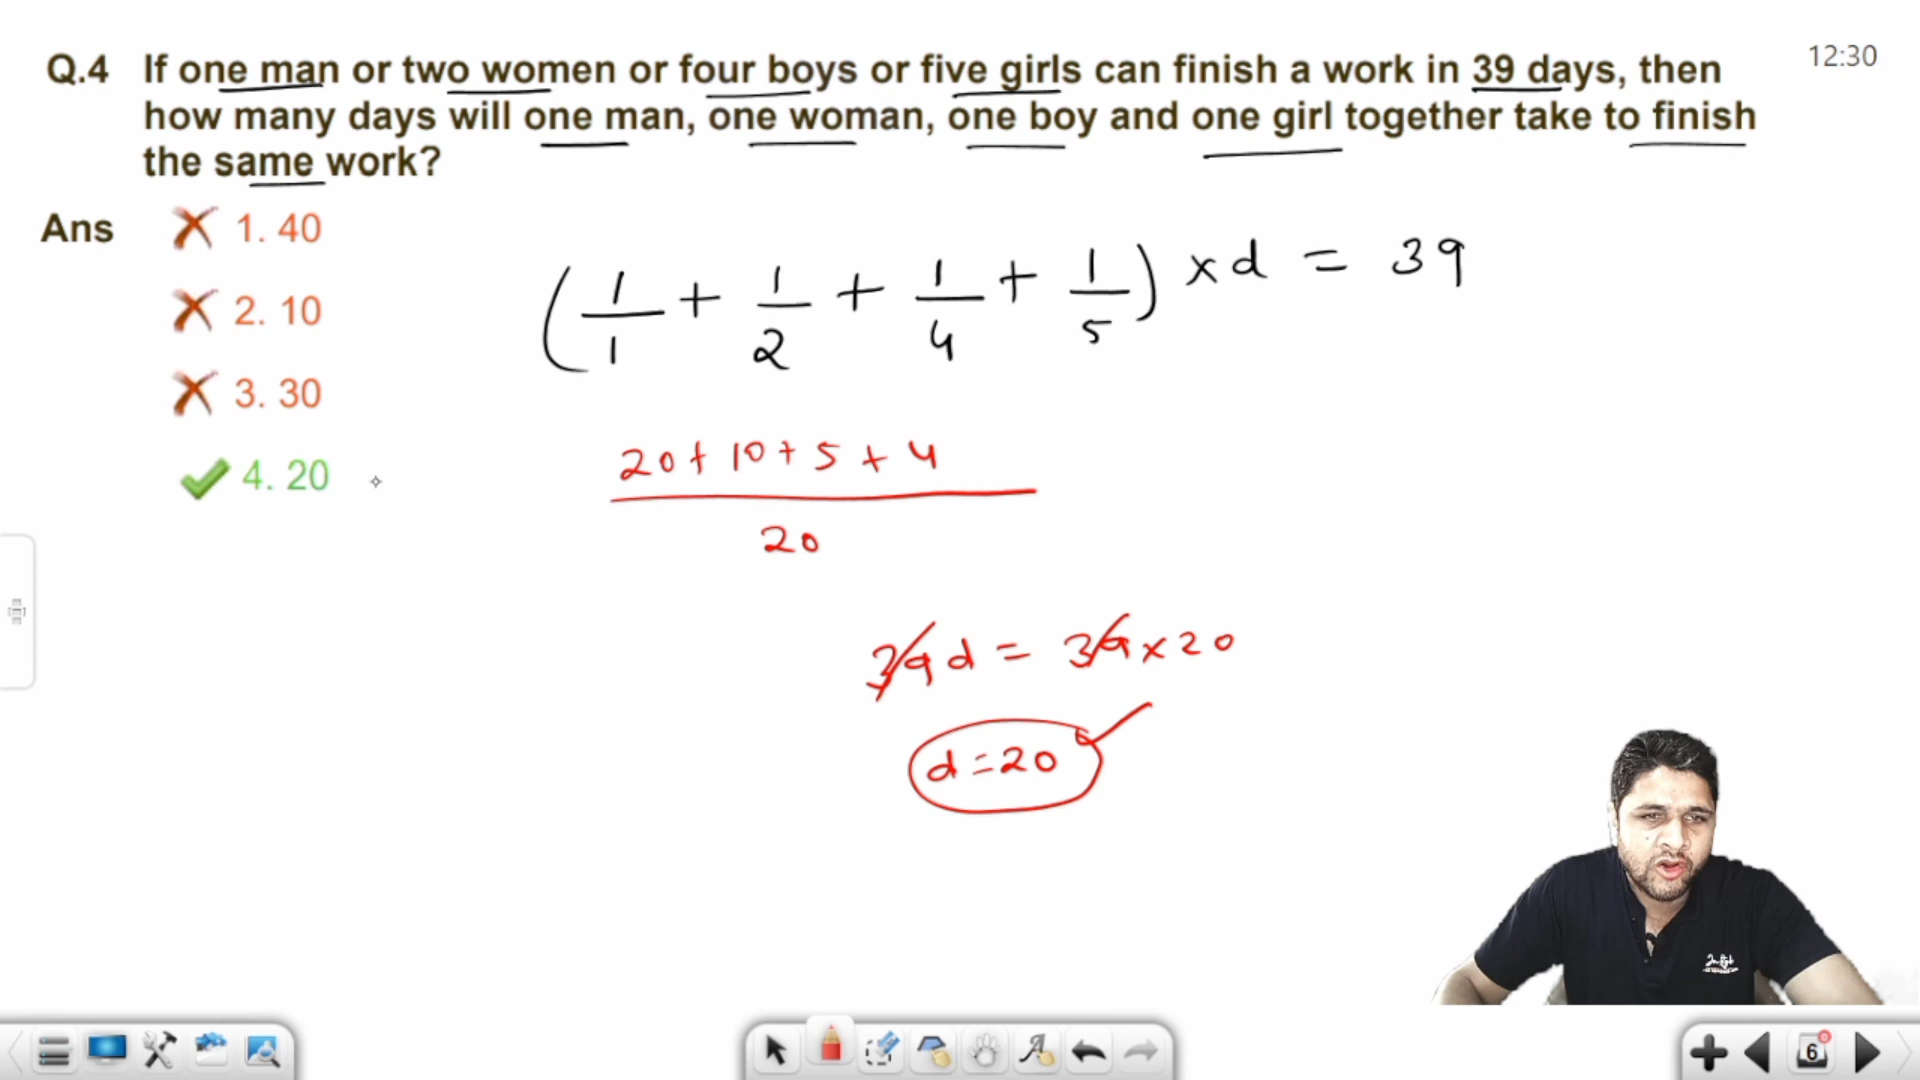 12:30
Q.4 If one man or two women or four boys or five girls can finish a work in 39 days, then
how many days will one man, one woman, one boy and one girl together take to finish
the same work?
Ans 1. 40
2. 10
3. 30
4. 20
(1/1 + 1/2 + 1/4 + 1/5) x d = 39
20 + 10 + 5 + 4
20
39 d = 39 x 20
d = 20
6